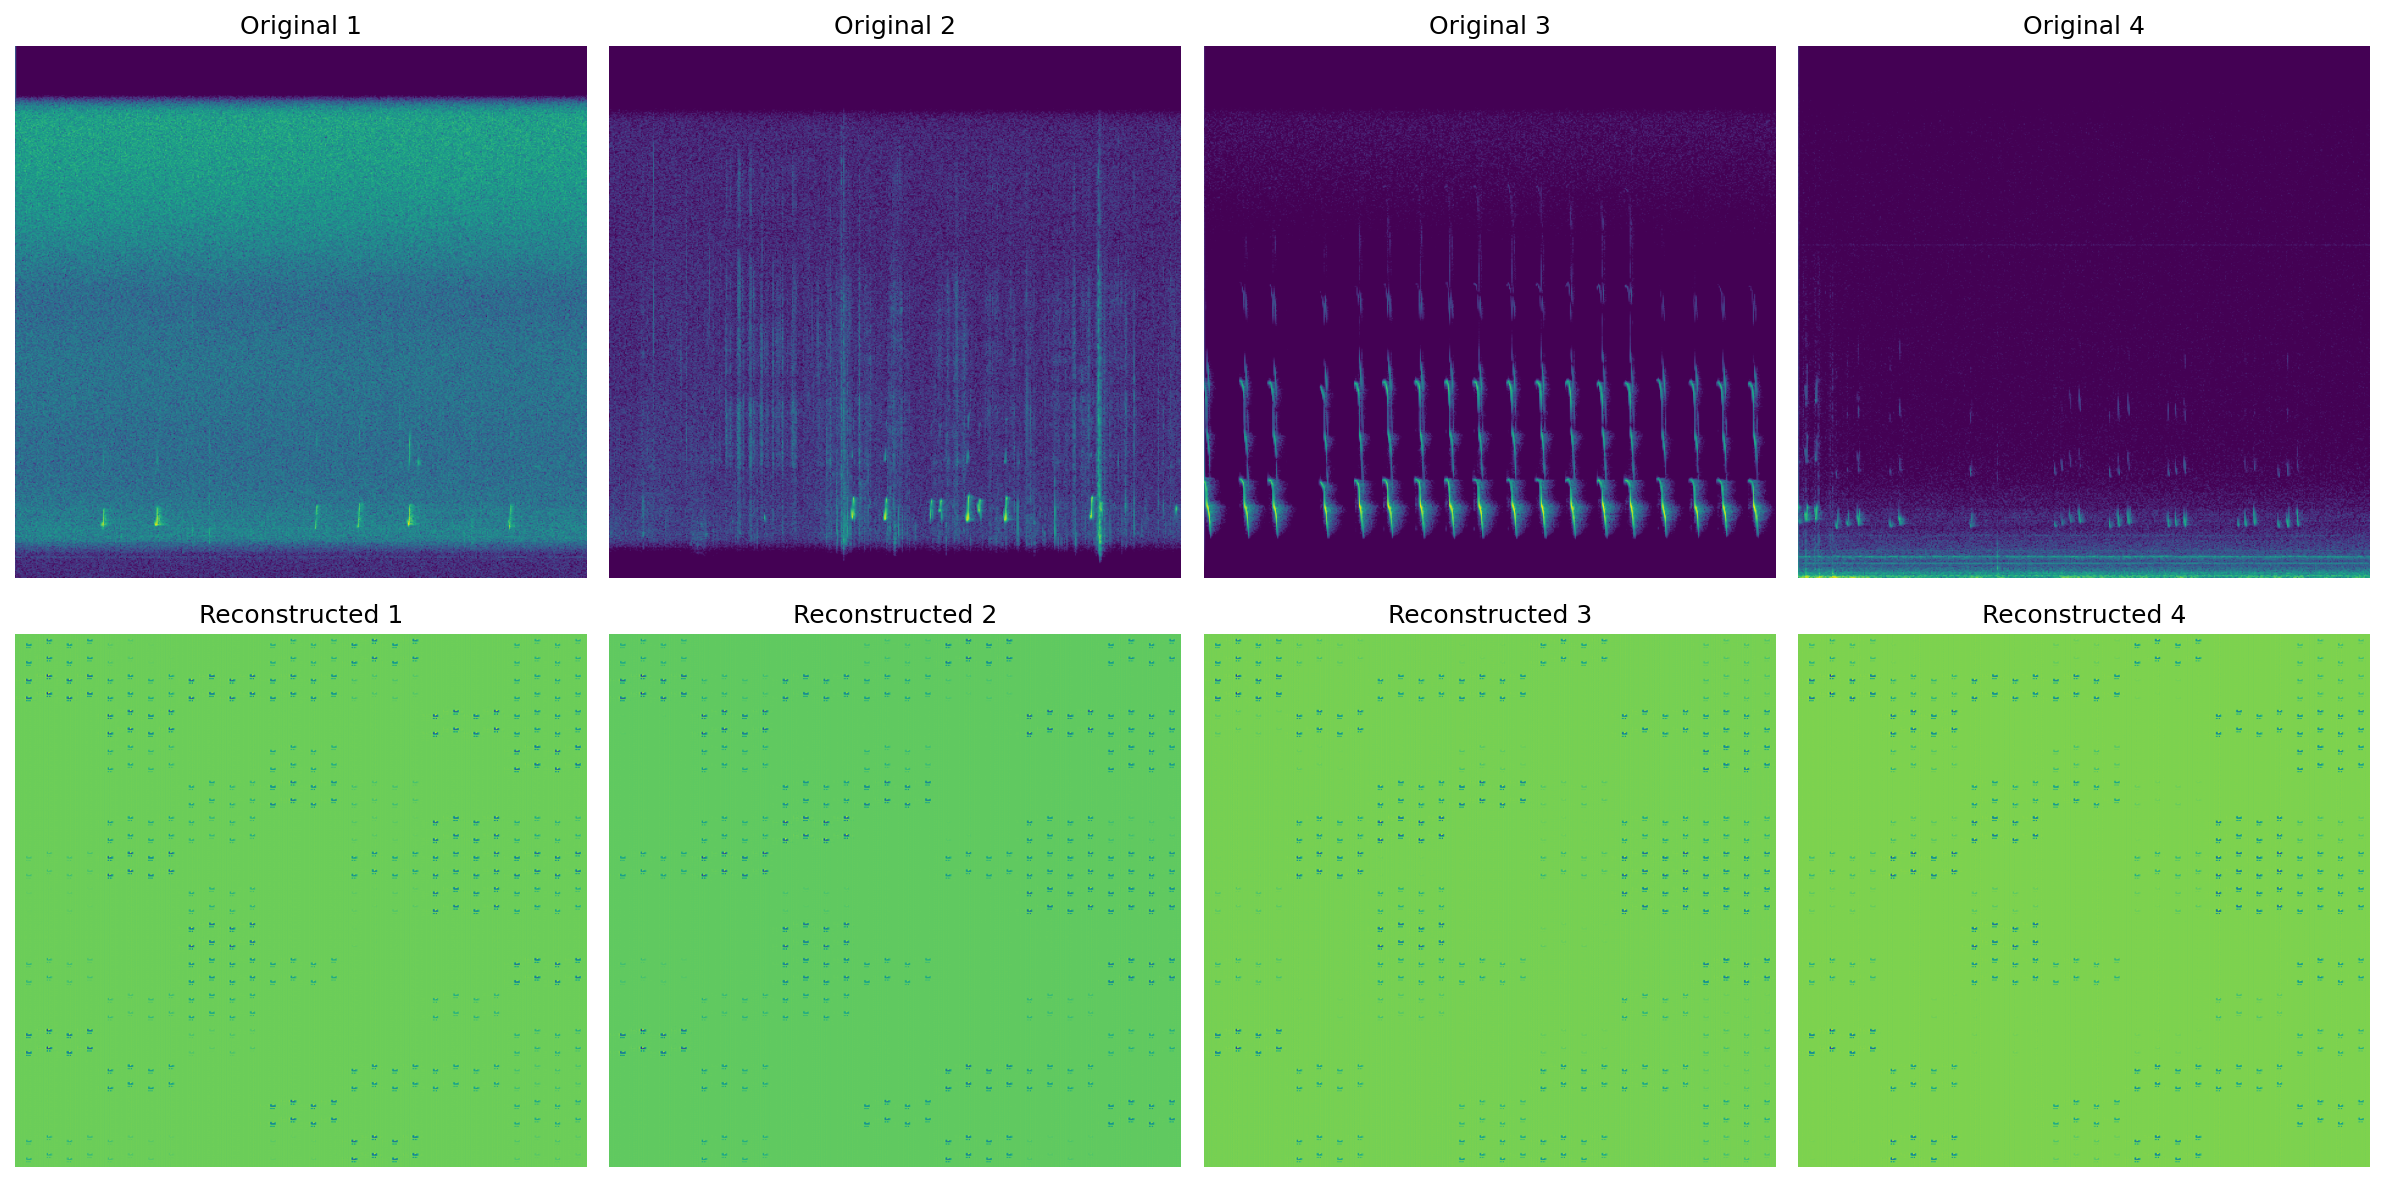 Original 1
Original 2
Original 3
Original 4
Reconstructed 1
Reconstructed 2
Reconstructed 3
Reconstructed 4